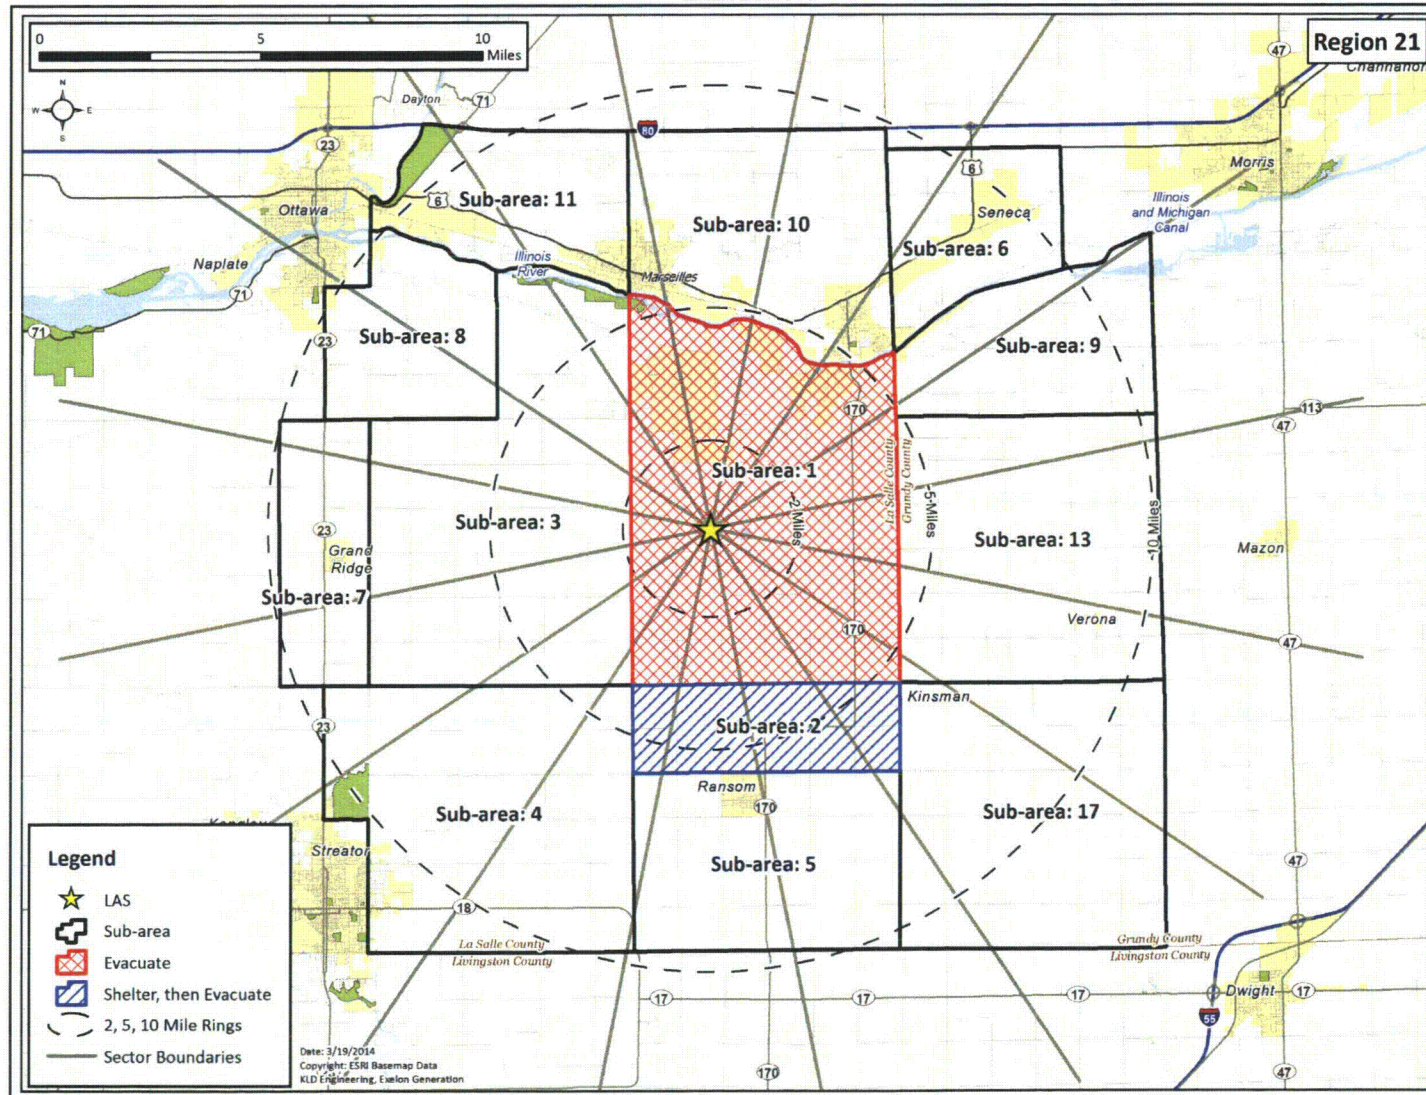 0 5 10
Miles
Region 21
N
W E
S
47
Channahon
Dayton
71
80
23
6
Morris
Sub-area: 11
6
Ottawa
Seneca
Illinois
and Michigan
Canal
Sub-area: 10
Sub-area: 6
Naplate
Illinois
River
Marseilles
71
71
Sub-area: 8
23
Sub-area: 9
170
113
47
Sub-area: 1
La Salle County
Grundy County
Sub-area: 3
2 Miles
5 Miles
10 Miles
23
Grand
Ridge
Sub-area: 13
Mazon
Sub-area: 7
Verona
170
47
Kinsman
23
Sub-area: 2
Ransom
170
Sub-area: 4
Sub-area: 17
Streator
Sub-area: 5
47
18
La Salle County
Livingston County
Grundy County
Livingston County
17
17
17
Dwight
17
55
170
47
Legend
LAS
Sub-area
Evacuate
Shelter, then Evacuate
2, 5, 10 Mile Rings
Sector Boundaries
Date: 3/19/2014
Copyright: ESRI Basemap Data
KLD Engineering, Exelon Generation